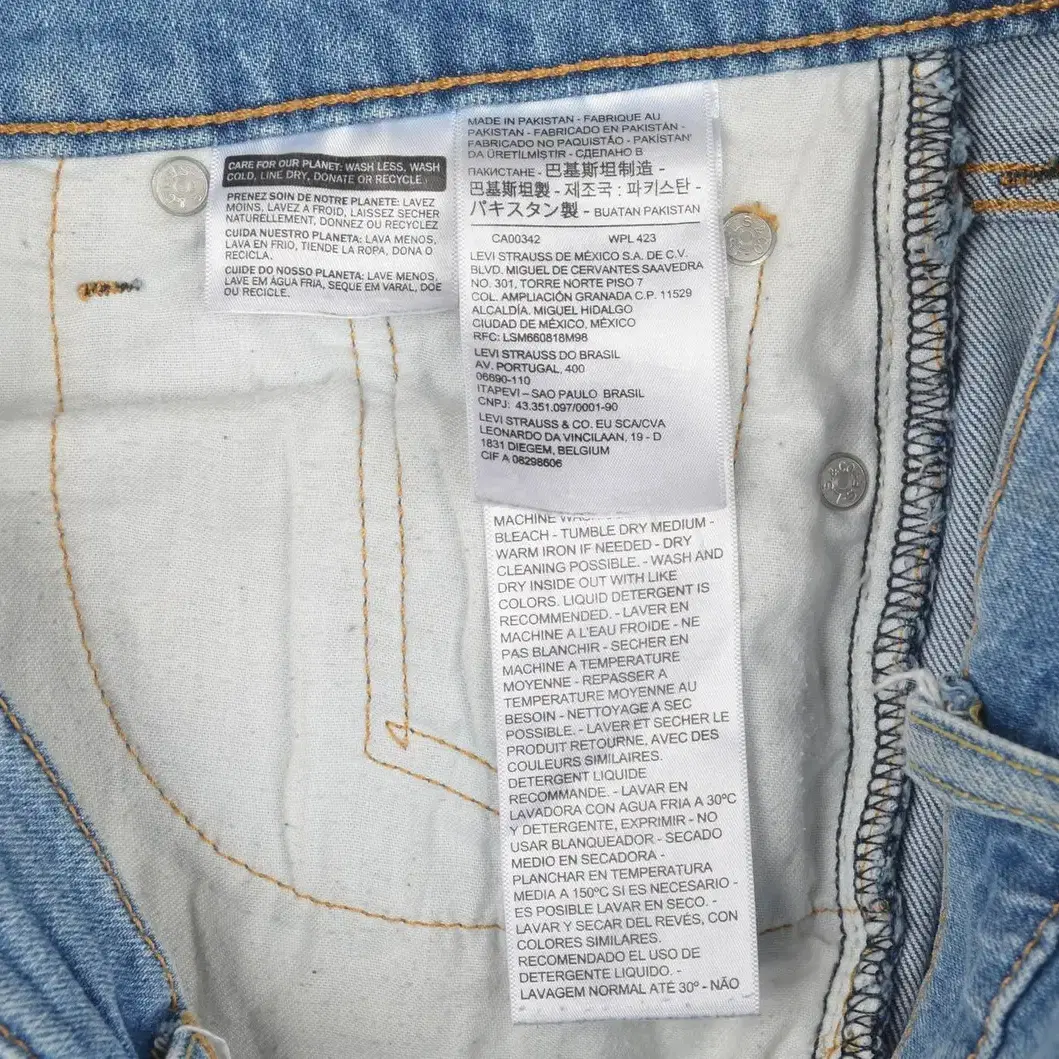 CARE FOR OUR PLANET: WASH LESS, WASH
COLD, LINE DRY, DONATE OR RECYCLE.
PRENEZ SOIN DE NOTRE PLANETE: LAVEZ
MOINS, LAVEZ A FROID, LAISSEZ SECHER
NATURELLEMENT, DONNEZ OU RECYCLEZ
CUIDA NUESTRO PLANETA: LAVA MENOS,
LAVA EN FRIO, TIENDE LA ROPA, DONA O
RECICLA.
CUIDE DO NOSSO PLANETA: LAVE MENOS,
LAVE EM ÁGUA FRIA, SEQUE EM VARAL, DOE
OU RECICLE.
MADE IN PAKISTAN - FABRIQUE AU
PAKISTAN - FABRICADO EN PAKISTÁN -
FABRICADO NO PAQUISTÃO - PAKİSTAN'
DA ÜRETİLMİSTİR - СДЕЛАНО В
ПАКИСТАНЕ - 巴基斯坦制造 -
巴基斯坦製 - 제조국 : 파키스탄 -
パキスタン製 - BUATAN PAKISTAN
CA00342 WPL 423
LEVI STRAUSS DE MÉXICO S.A. DE C.V.
BLVD. MIGUEL DE CERVANTES SAAVEDRA
NO. 301, TORRE NORTE PISO 7
COL. AMPLIACIÓN GRANADA C.P. 11529
ALCALDÍA. MIGUEL HIDALGO
CIUDAD DE MÉXICO, MÉXICO
RFC: LSM660818M98
LEVI STRAUSS DO BRASIL
AV. PORTUGAL, 400
06690-110
ITAPEVI – SAO PAULO BRASIL
CNPJ: 43.351.097/0001-90
LEVI STRAUSS & CO. EU SCA/CVA
LEONARDO DA VINCILAAN, 19 - D
1831 DIEGEM, BELGIUM
CIF A 08298606
MACHINE
BLEACH - TUMBLE DRY MEDIUM -
WARM IRON IF NEEDED - DRY
CLEANING POSSIBLE. - WASH AND
DRY INSIDE OUT WITH LIKE
COLORS. LIQUID DETERGENT IS
RECOMMENDED. - LAVER EN
MACHINE A L'EAU FROIDE - NE
PAS BLANCHIR - SECHER EN
MACHINE A TEMPERATURE
MOYENNE - REPASSER A
TEMPERATURE MOYENNE AU
BESOIN - NETTOYAGE A SEC
POSSIBLE. - LAVER ET SECHER LE
PRODUIT RETOURNE, AVEC DES
COULEURS SIMILAIRES.
DETERGENT LIQUIDE
RECOMMANDE. - LAVAR EN
LAVADORA CON AGUA FRIA A 30ºC
Y DETERGENTE, EXPRIMIR - NO
USAR BLANQUEADOR - SECADO
MEDIO EN SECADORA -
PLANCHAR EN TEMPERATURA
MEDIA A 150ºC SI ES NECESARIO -
ES POSIBLE LAVAR EN SECO. -
LAVAR Y SECAR DEL REVÉS, CON
COLORES SIMILARES.
RECOMENDADO EL USO DE
DETERGENTE LIQUIDO. -
LAVAGEM NORMAL ATÉ 30º - NÃO